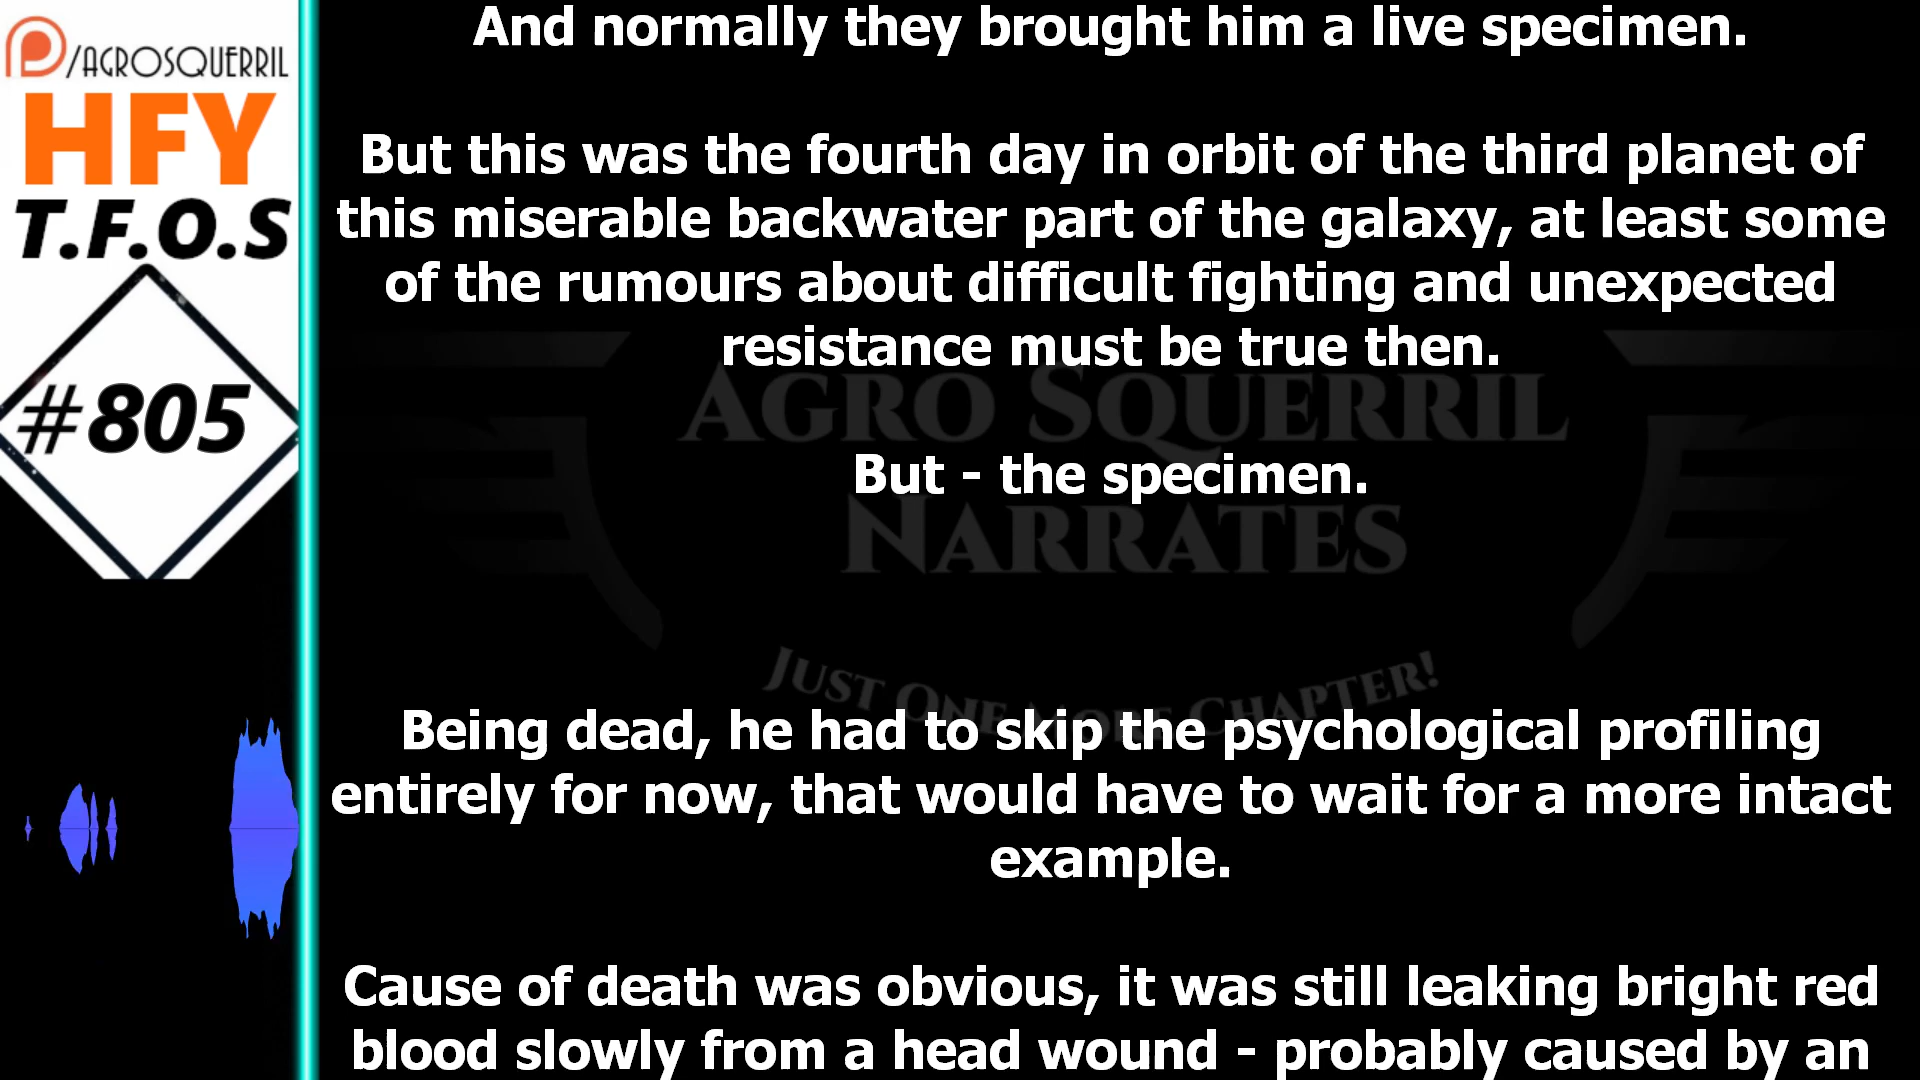 /AGROSQUERRIL
HFY
T.F.O.S
#805
And normally they brought him a live specimen.
But this was the fourth day in orbit of the third planet of
this miserable backwater part of the galaxy, at least some
of the rumours about difficult fighting and unexpected
resistance must be true then.
AGRO SQUERRIL
But - the specimen.
NARRATES
JUST ONE MORE CHAPTER!
Being dead, he had to skip the psychological profiling
entirely for now, that would have to wait for a more intact
example.
Cause of death was obvious, it was still leaking bright red
blood slowly from a head wound - probably caused by an